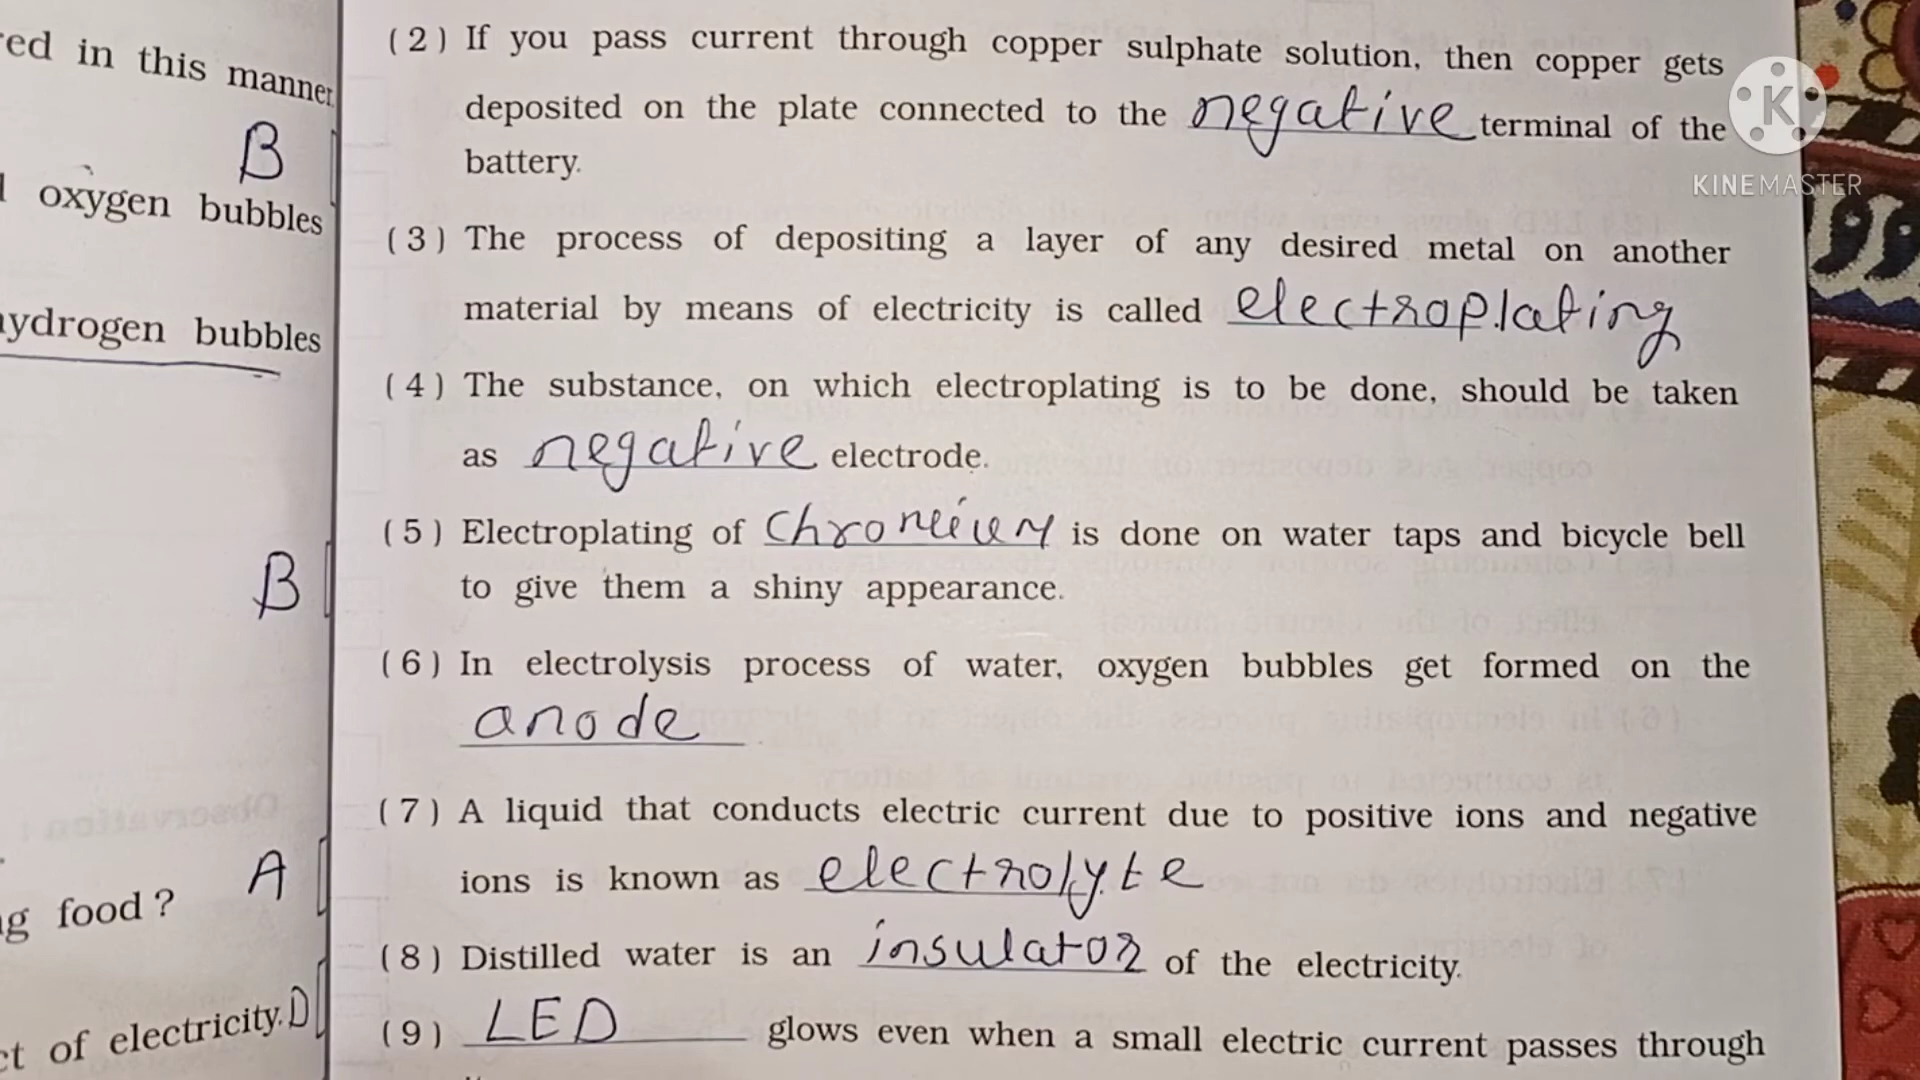 red in this manner.
B
oxygen bubbles
hydrogen bubbles
B
A
food ?
of electricity. D
(2) If you pass current through copper sulphate solution, then copper gets
deposited on the plate connected to the negative terminal of the
battery.
(3) The process of depositing a layer of any desired metal on another
material by means of electricity is called electroplating
(4) The substance, on which electroplating is to be done, should be taken
as negative electrode.
(5) Electroplating of chromium is done on water taps and bicycle bell
to give them a shiny appearance.
(6) In electrolysis process of water, oxygen bubbles get formed on the
anode.
(7) A liquid that conducts electric current due to positive ions and negative
ions is known as electrolyte
(8) Distilled water is an insulator of the electricity.
(9) LED glows even when a small electric current passes through
K
KINEMASTER